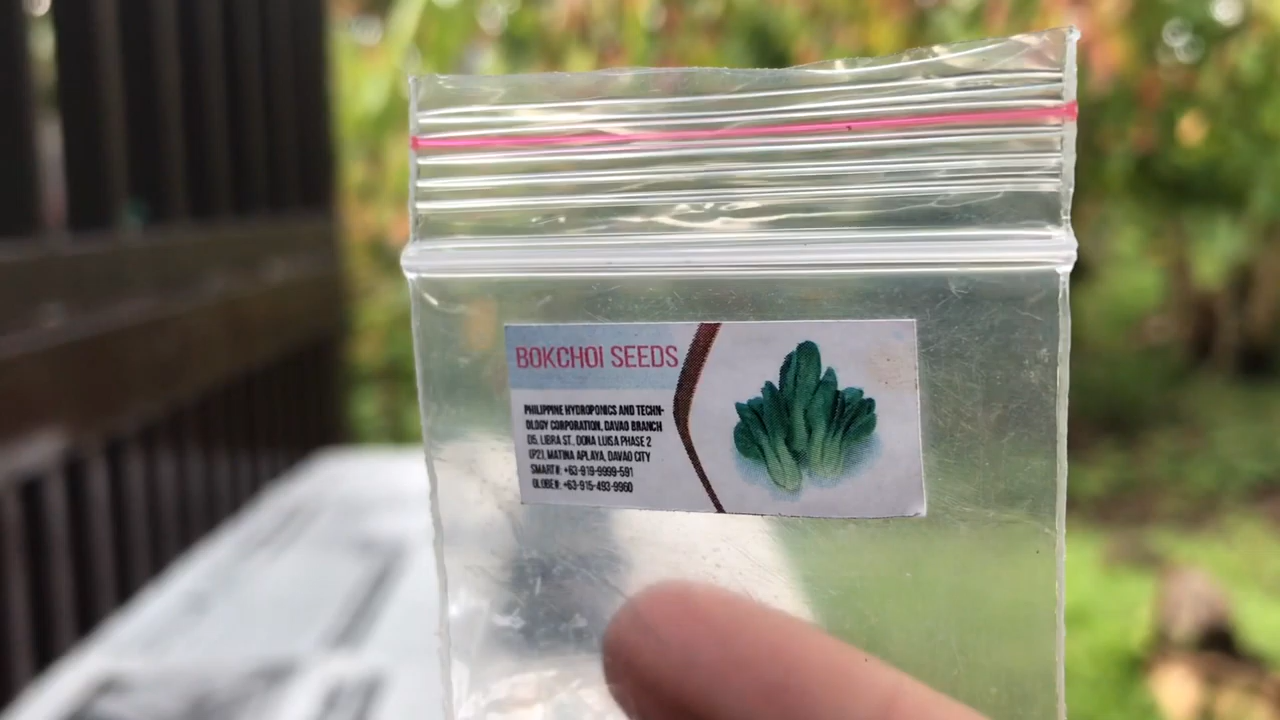 BOKCHOI SEEDS
PHILIPPINE HYDROPONICS AND TECHN-
OLOGY CORPORATION, DAVAO BRANCH
D5, LIBRA ST., DONA LUISA PHASE 2
(P2), MATINA APLAYA, DAVAO CITY
SMART#: +63-919-9999-591
GLOBE#: +63-915-493-9960